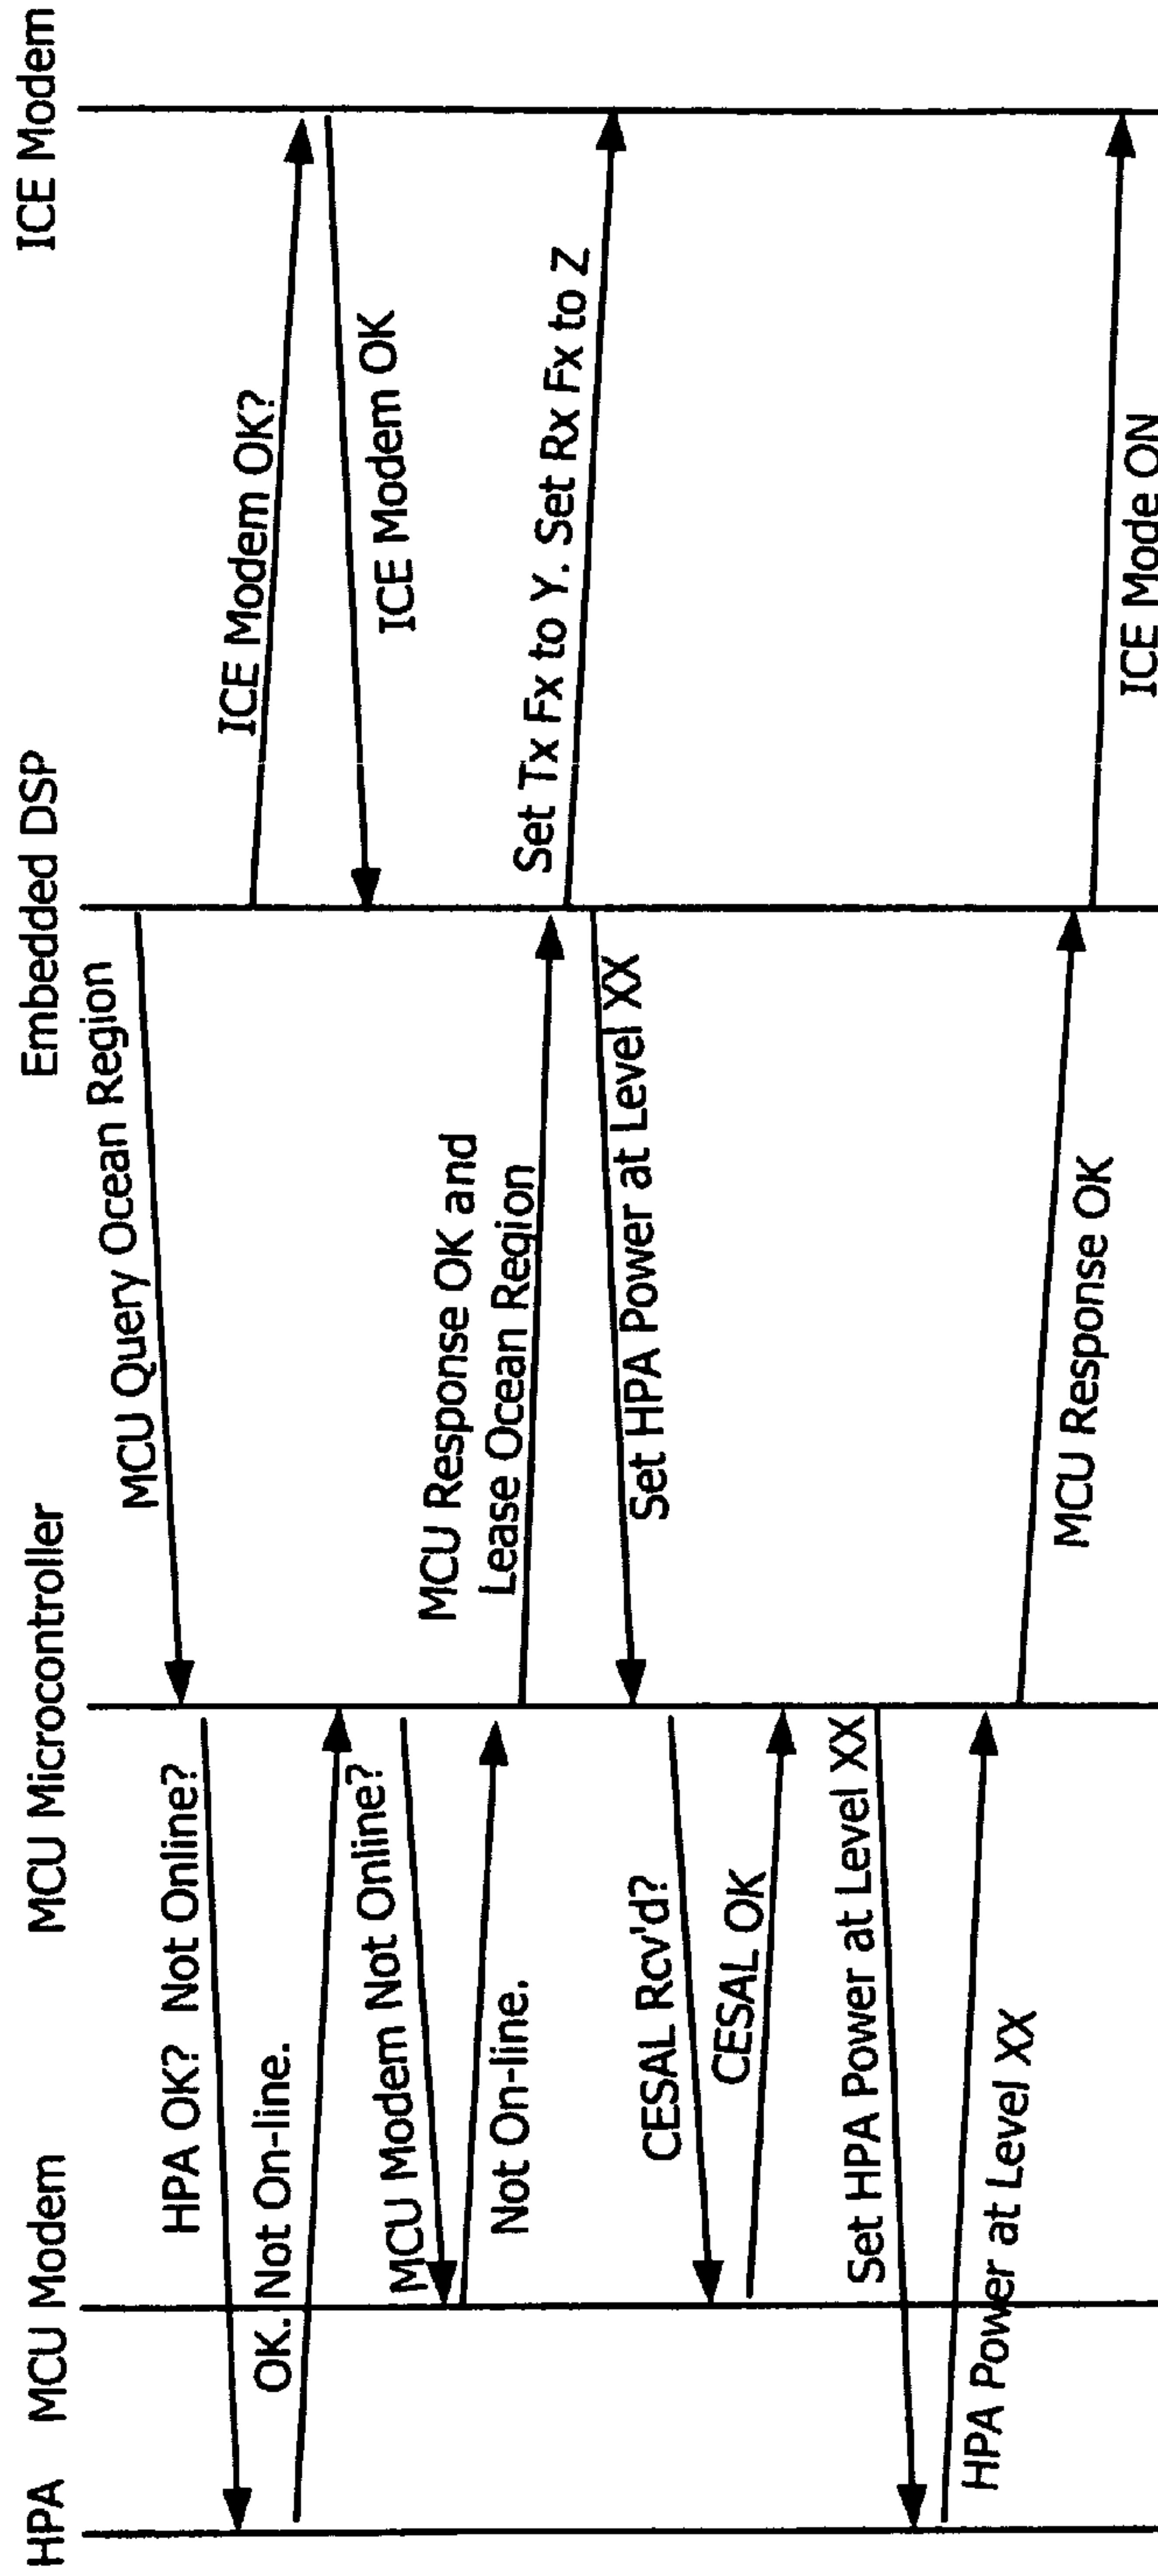 HPA
MCU Modem
MCU Microcontroller
Embedded DSP
ICE Modem
MCU Query Ocean Region
HPA OK? Not Online?
ICE Modem OK?
OK. Not On-line.
ICE Modem OK
MCU Modem Not Online?
Not On-line.
MCU Response OK and
Lease Ocean Region
Set Tx Fx to Y. Set Rx Fx to Z
Set HPA Power at Level XX
CESAL Rcv'd?
CESAL OK
Set HPA Power at Level XX
HPA Power at Level XX
MCU Response OK
ICE Mode ON